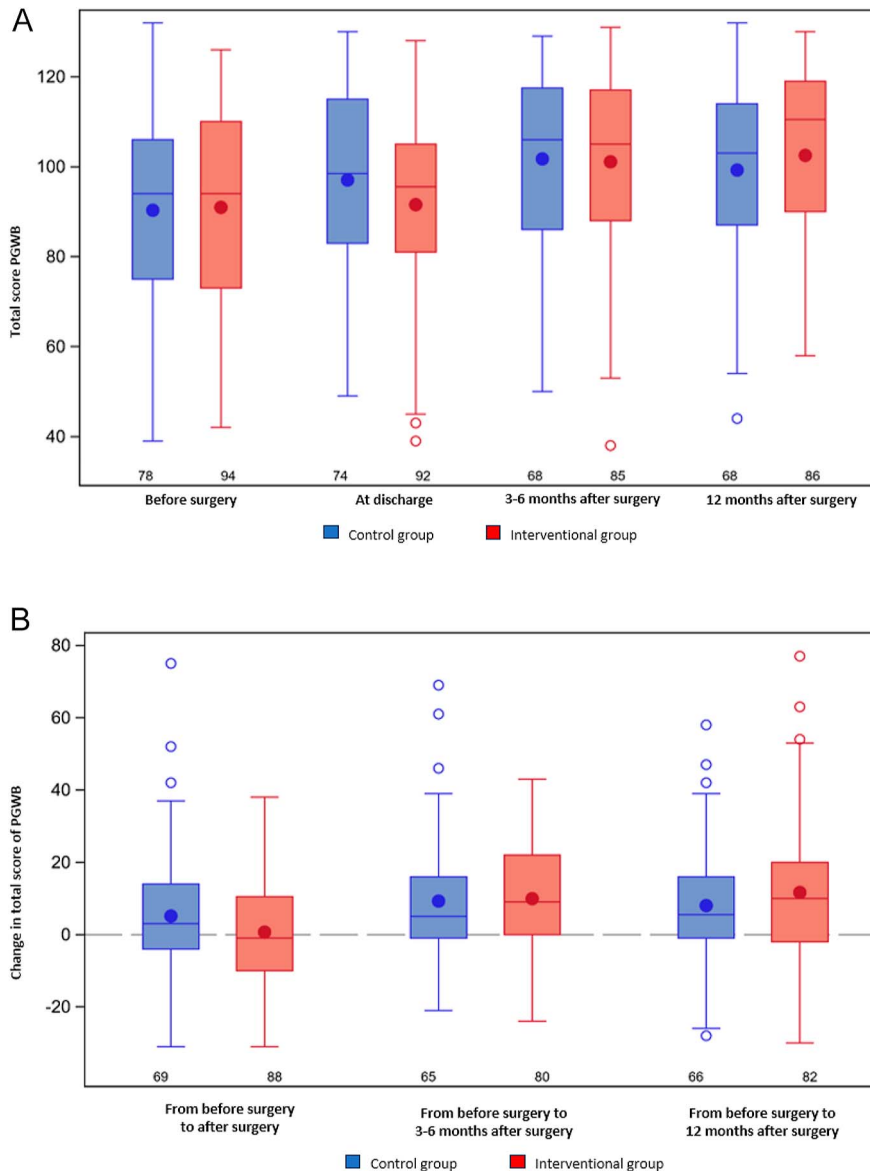 A
Total score PGWB
120
100
80
60
40
78 94 74 92 68 85 68 86
Before surgery At discharge 3-6 months after surgery 12 months after surgery
Control group Interventional group
B
Change in total score of PGWB
80
60
40
20
0
-20
69 88 65 80 66 82
From before surgery From before surgery to From before surgery to
to after surgery 3-6 months after surgery 12 months after surgery
Control group Interventional group